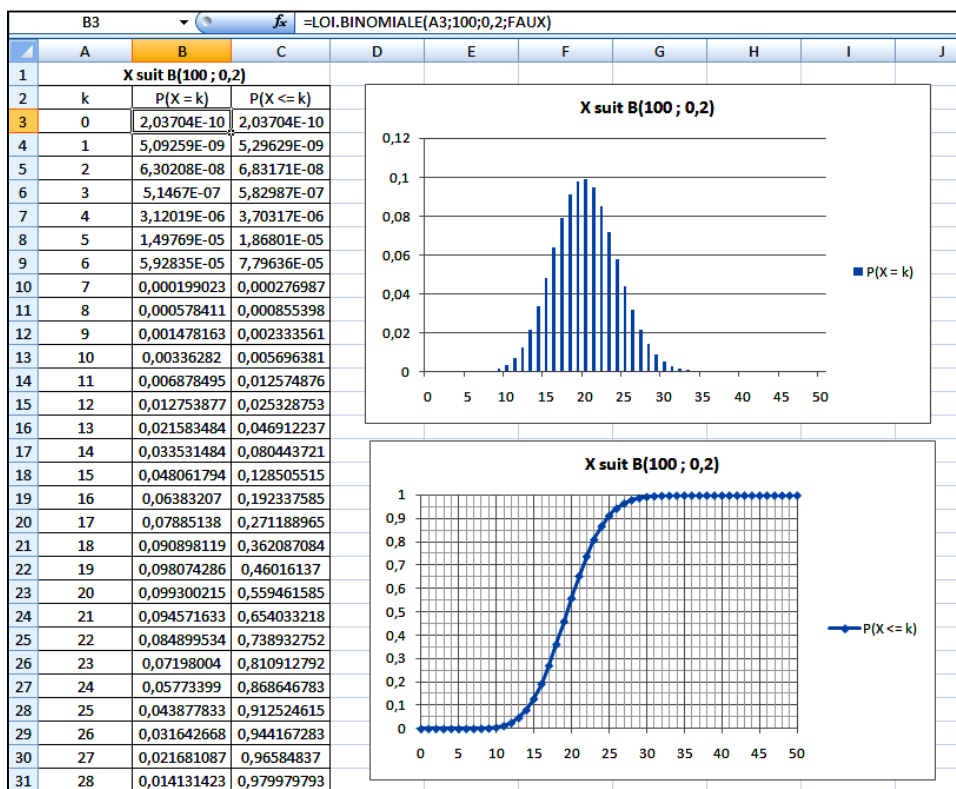 B3 fx =LOI.BINOMIALE(A3;100;0,2;FAUX)
A B C D E F G H I J
1 X suit B(100 ; 0,2)
2 k P(X = k) P(X <= k)
3 0 2,03704E-10 2,03704E-10
4 1 5,09259E-09 5,29629E-09
5 2 6,30208E-08 6,83171E-08
6 3 5,1467E-07 5,82987E-07
7 4 3,12019E-06 3,70317E-06
8 5 1,49769E-05 1,86801E-05
9 6 5,92835E-05 7,79636E-05
10 7 0,000199023 0,000276987
11 8 0,000578411 0,000855398
12 9 0,001478163 0,002333561
13 10 0,00336282 0,005696381
14 11 0,006878495 0,012574876
15 12 0,012753877 0,025328753
16 13 0,021583484 0,046912237
17 14 0,033531484 0,080443721
18 15 0,048061794 0,128505515
19 16 0,06383207 0,192337585
20 17 0,07885138 0,271188965
21 18 0,090898119 0,362087084
22 19 0,098074286 0,46016137
23 20 0,099300215 0,559461585
24 21 0,094571633 0,654033218
25 22 0,084899534 0,738932752
26 23 0,07198004 0,810912792
27 24 0,05773399 0,868646783
28 25 0,043877833 0,912524615
29 26 0,031642668 0,944167283
30 27 0,021681087 0,96584837
31 28 0,014131423 0,979979793
X suit B(100 ; 0,2)
0,12
0,1
0,08
0,06
P(X = k)
0,04
0,02
0
0 5 10 15 20 25 30 35 40 45 50
X suit B(100 ; 0,2)
1
0,9
0,8
0,7
0,6
0,5
0,4
P(X <= k)
0,3
0,2
0,1
0
0 5 10 15 20 25 30 35 40 45 50